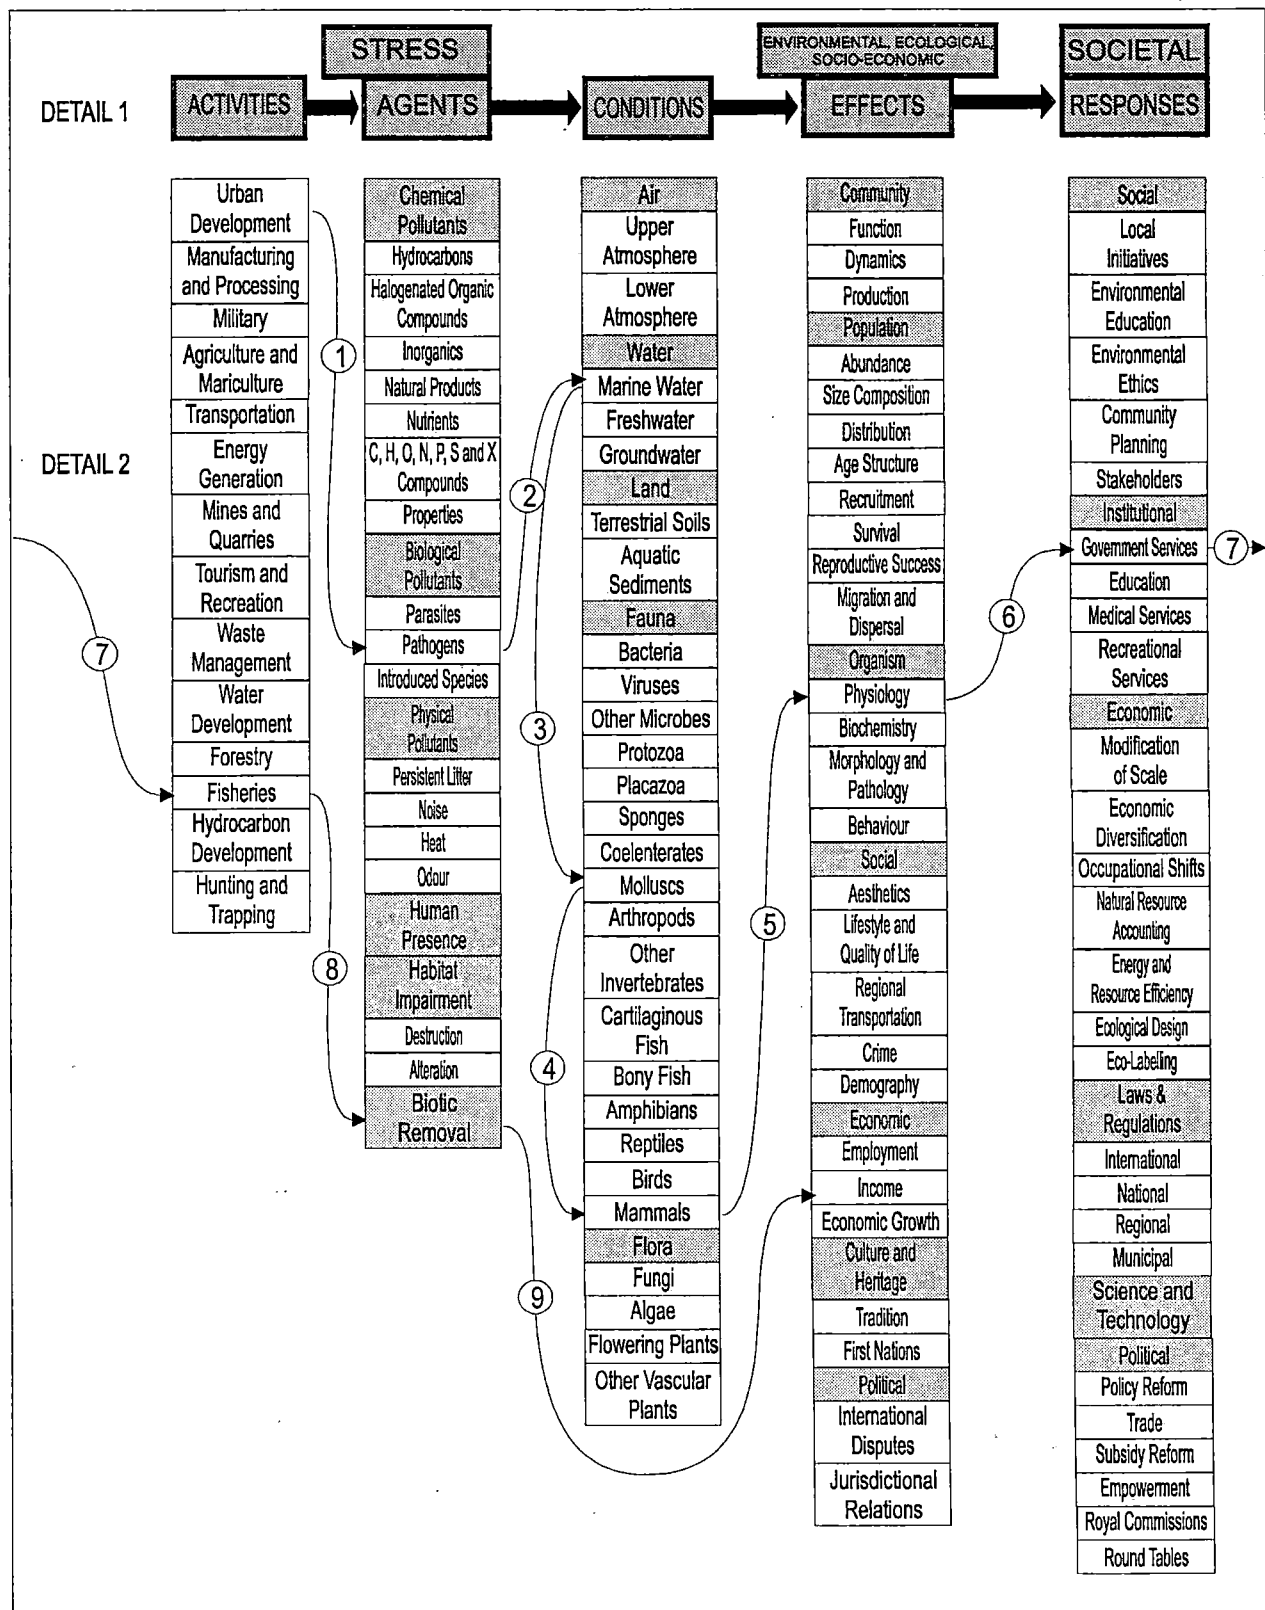 STRESS
ENVIRONMENTAL, ECOLOGICAL,
SOCIO-ECONOMIC
SOCIETAL
DETAIL 1
ACTIVITIES
AGENTS
CONDITIONS
EFFECTS
RESPONSES
DETAIL 2
Urban
Development
Manufacturing
and Processing
Military
Agriculture and
Mariculture
Transportation
Energy
Generation
Mines and
Quarries
Tourism and
Recreation
Waste
Management
Water
Development
Forestry
Fisheries
Hydrocarbon
Development
Hunting and
Trapping
7
1
8
Chemical
Pollutants
Hydrocarbons
Halogenated Organic
Compounds
Inorganics
Natural Products
Nutrients
C, H, O, N, P, S and X
Compounds
Properties
Biological
Pollutants
Parasites
Pathogens
Introduced Species
Physical
Pollutants
Persistent Litter
Noise
Heat
Odour
Human
Presence
Habitat
Impairment
Destruction
Alteration
Biotic
Removal
2
3
4
9
Air
Upper
Atmosphere
Lower
Atmosphere
Water
Marine Water
Freshwater
Groundwater
Land
Terrestrial Soils
Aquatic
Sediments
Fauna
Bacteria
Viruses
Other Microbes
Protozoa
Placazoa
Sponges
Coelenterates
Molluscs
Arthropods
Other
Invertebrates
Cartilaginous
Fish
Bony Fish
Amphibians
Reptiles
Birds
Mammals
Flora
Fungi
Algae
Flowering Plants
Other Vascular
Plants
5
Community
Function
Dynamics
Production
Population
Abundance
Size Composition
Distribution
Age Structure
Recruitment
Survival
Reproductive Success
Migration and
Dispersal
Organism
Physiology
Biochemistry
Morphology and
Pathology
Behaviour
Social
Aesthetics
Lifestyle and
Quality of Life
Regional
Transportation
Crime
Demography
Economic
Employment
Income
Economic Growth
Culture and
Heritage
Tradition
First Nations
Political
International
Disputes
Jurisdictional
Relations
6
Social
Local
Initiatives
Environmental
Education
Environmental
Ethics
Community
Planning
Stakeholders
Institutional
Government Services
7
Education
Medical Services
Recreational
Services
Economic
Modification
of Scale
Economic
Diversification
Occupational Shifts
Natural Resource
Accounting
Energy and
Resource Efficiency
Ecological Design
Eco-Labelling
Laws &
Regulations
International
National
Regional
Municipal
Science and
Technology
Political
Policy Reform
Trade
Subsidy Reform
Empowerment
Royal Commissions
Round Tables